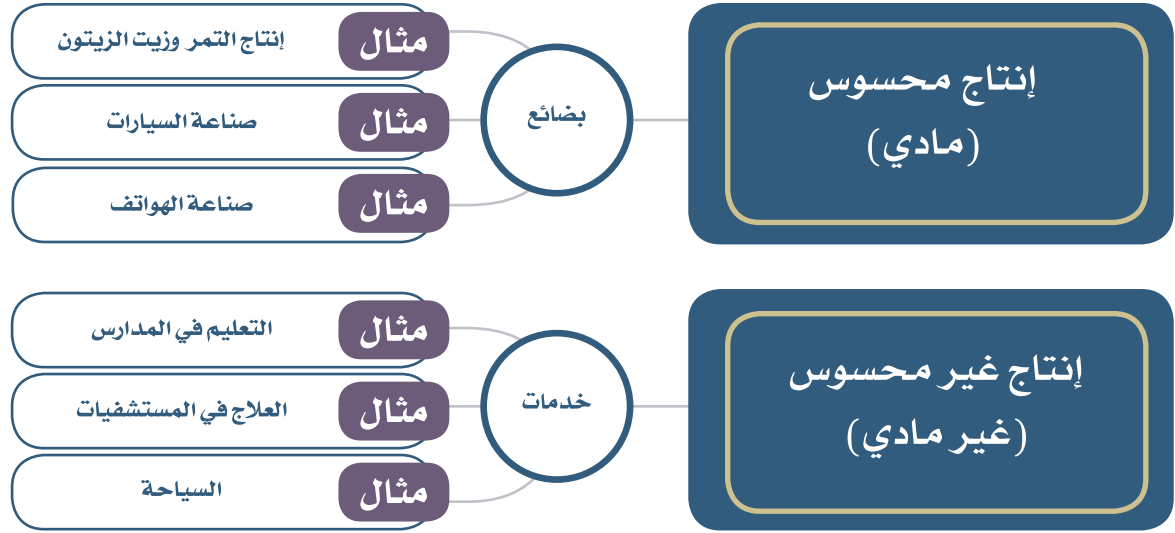 إنتاج محسوس
(مادي)
بضائع
مثال
إنتاج التمر وزيت الزيتون
مثال
صناعة السيارات
مثال
صناعة الهواتف
إنتاج غير محسوس
(غير مادي)
خدمات
مثال
التعليم في المدارس
مثال
العلاج في المستشفيات
مثال
السياحة